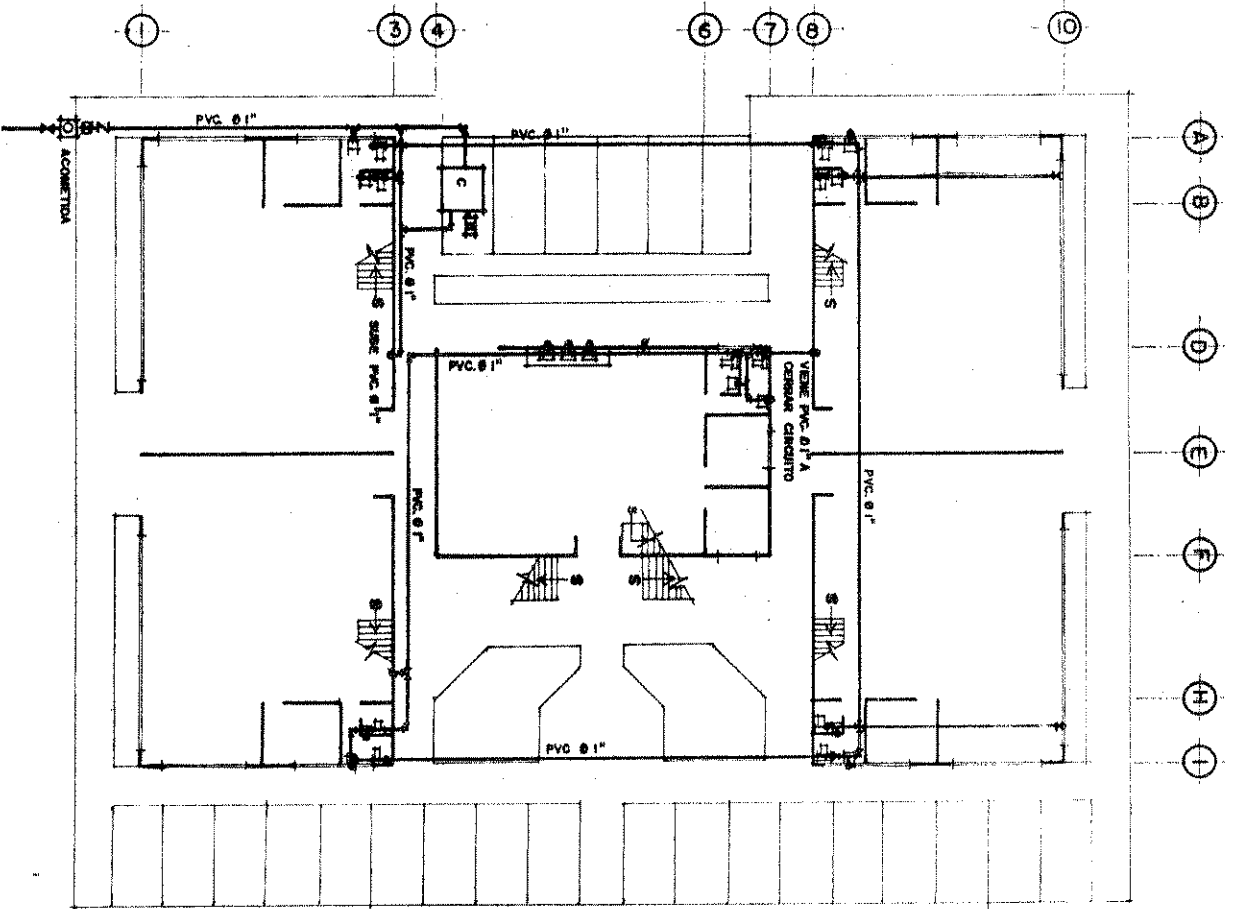 1
3
4
6
7
8
10
A
B
D
E
F
H
I
ACOMETIDA
PVC. Ø 1"
PVC. Ø 1"
C
PVC. Ø 1"
S
SUBE PVC. Ø 1"
S
PVC. Ø 1"
VIENE PVC. Ø 1" A
CERRAR CIRCUITO
PVC. Ø 1"
PVC. Ø 1"
S
S
S
S
S
PVC Ø 1"